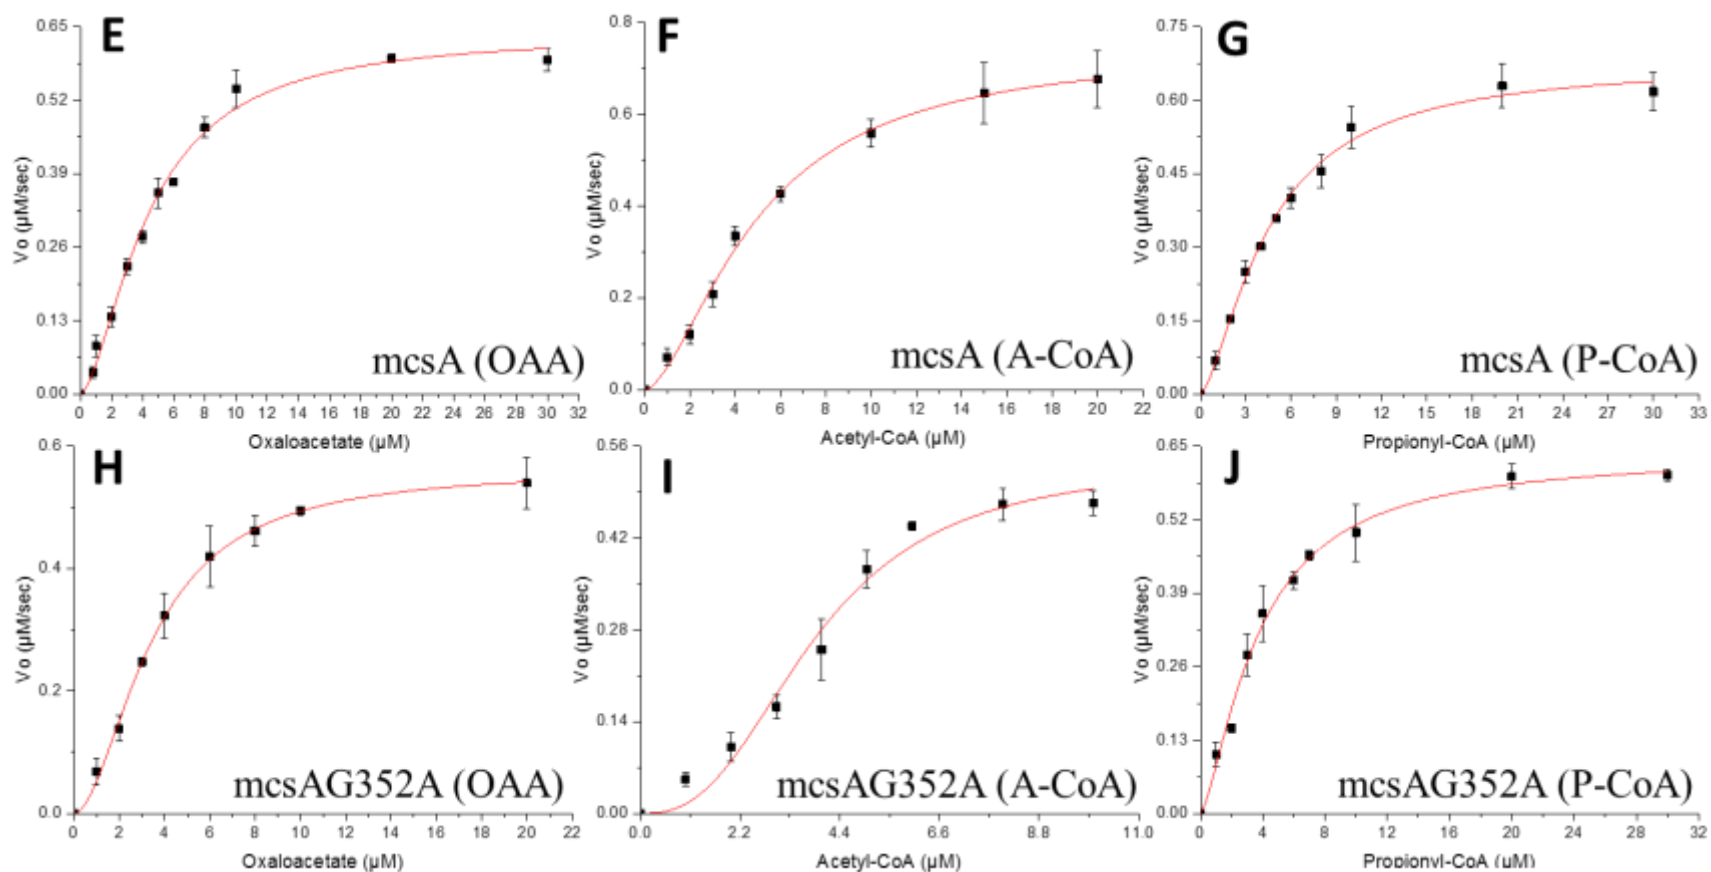 E
0.65
0.52
0.39
0.26
0.13
0.00
Vo (µM/sec)
mcsA (OAA)
0 2 4 6 8 10 12 14 16 18 20 22 24 26 28 30 32
Oxaloacetate (µM)
F
0.8
0.6
0.4
0.2
0.0
Vo (µM/sec)
mcsA (A-CoA)
0 2 4 6 8 10 12 14 16 18 20 22
Acetyl-CoA (µM)
G
0.75
0.60
0.45
0.30
0.15
0.00
Vo (µM/sec)
mcsA (P-CoA)
0 3 6 9 12 15 18 21 24 27 30 33
Propionyl-CoA (µM)
H
0.6
0.4
0.2
0.0
Vo (µM/sec)
mcsAG352A (OAA)
0 2 4 6 8 10 12 14 16 18 20 22
Oxaloacetate (µM)
I
0.56
0.42
0.28
0.14
0.00
Vo (µM/sec)
mcsAG352A (A-CoA)
0.0 2.2 4.4 6.6 8.8 11.0
Acetyl-CoA (µM)
J
0.65
0.52
0.39
0.26
0.13
0.00
Vo (µM/sec)
mcsAG352A (P-CoA)
0 4 8 12 16 20 24 28 32
Propionyl-CoA (µM)